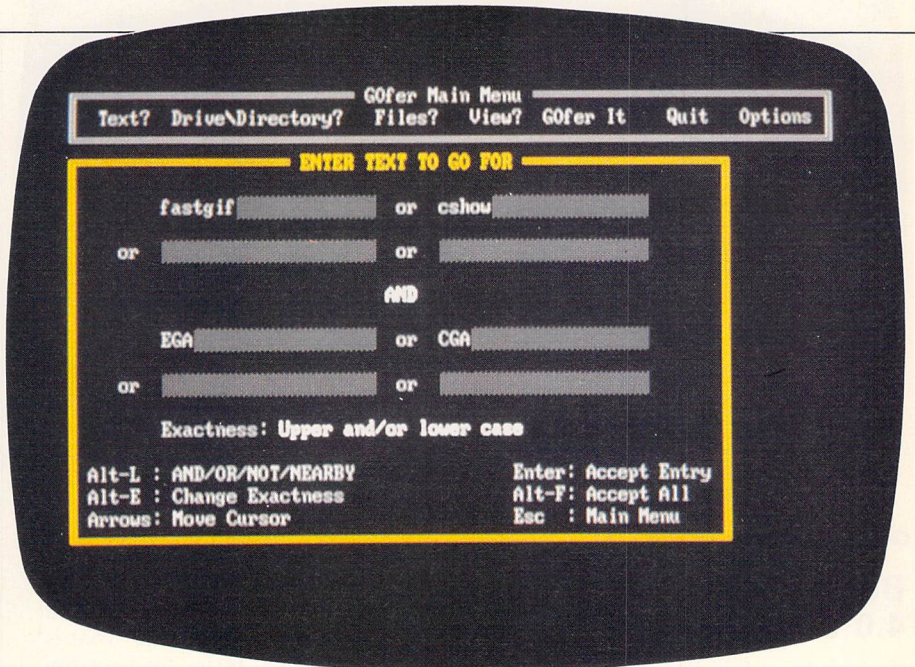 GOfer Main Menu
Text? Drive\Directory? Files? View? GOfer It Quit Options
ENTER TEXT TO GO FOR
fastgif or cshow
or or
AND
EGA or CGA
or or
Exactness: Upper and/or lower case
Alt-L : AND/OR/NOT/NEARBY Enter: Accept Entry
Alt-E : Change Exactness Alt-F: Accept All
Arrows: Move Cursor Esc : Main Menu